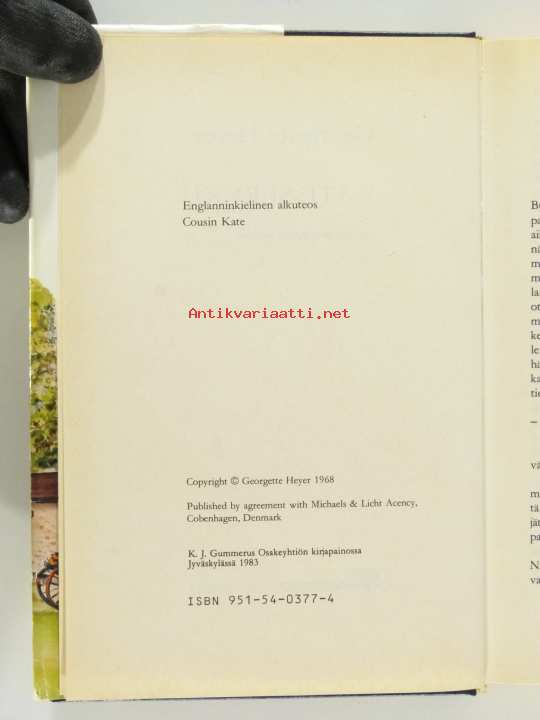 Englanninkielinen alkuteos
Cousin Kate
Antikvariaatti.net
Copyright © Georgette Heyer 1968
Published by agreement with Michaels & Licht Acency,
Cobenhagen, Denmark
K. J. Gummerus Osakeyhtiön kirjapainossa
Jyväskylässä 1983
ISBN 951-54-0377-4